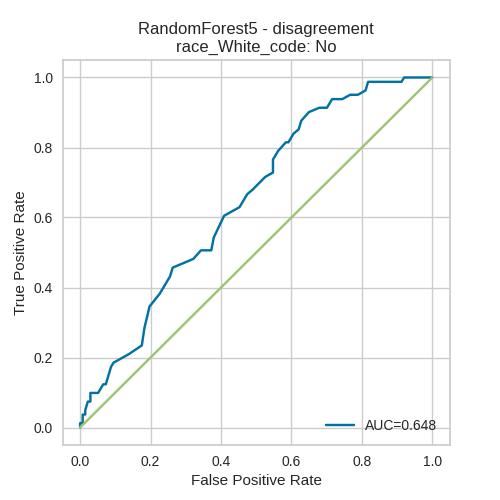 RandomForest5 - disagreement
race_White_code: No
True Positive Rate
1.0
0.8
0.6
0.4
0.2
0.0
AUC=0.648
0.0 0.2 0.4 0.6 0.8 1.0
False Positive Rate